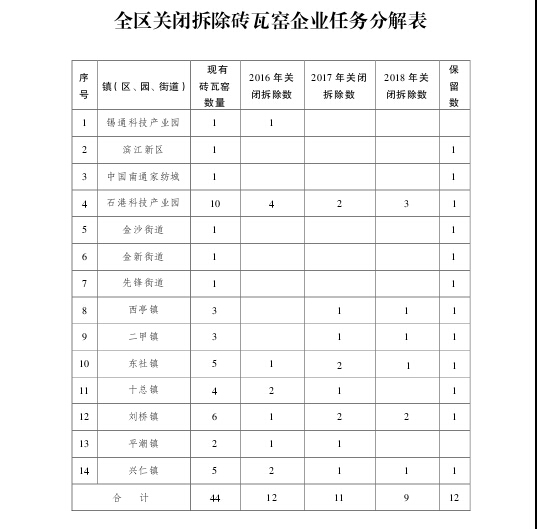 全区关闭拆除砖瓦窑企业任务分解表
序号 镇（区、园、街道） 现有砖瓦窑数量 2016年关闭拆除数 2017年关闭拆除数 2018年关闭拆除数 保留数
1 锡通科技产业园 1 1
2 滨江新区 1 1
3 中国南通家纺城 1 1
4 石港科技产业园 10 4 2 3 1
5 金沙街道 1 1
6 金新街道 1 1
7 先锋街道 1 1
8 西亭镇 3 1 1 1
9 二甲镇 3 1 1 1
10 东社镇 5 1 2 1 1
11 十总镇 4 2 1 1
12 刘桥镇 6 1 2 2 1
13 平潮镇 2 1 1
14 兴仁镇 5 2 1 1 1
合 计 44 12 11 9 12